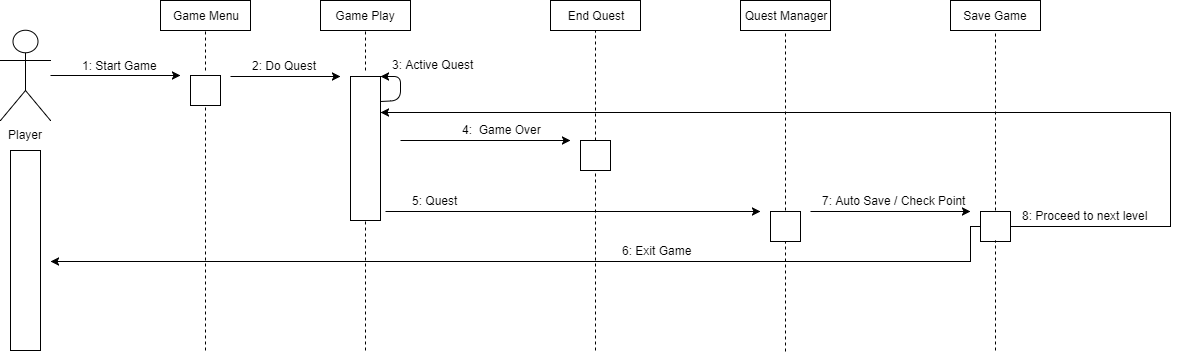 Game Menu
Game Play
End Quest
Quest Manager
Save Game
1: Start Game
2: Do Quest
3: Active Quest
Player
4:  Game Over
5: Quest
7: Auto Save / Check Point
8: Proceed to next level
6: Exit Game